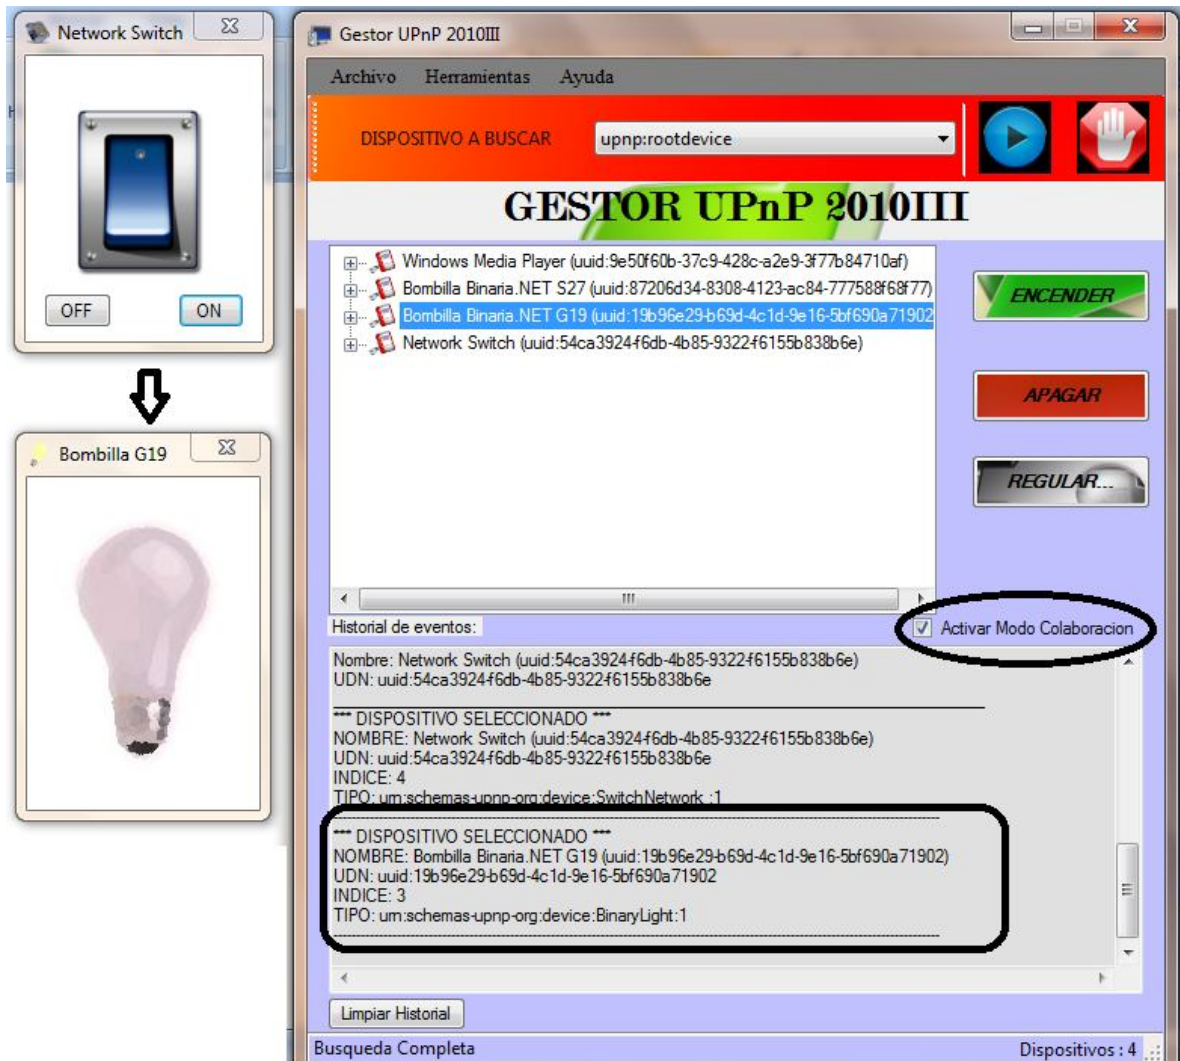 Network Switch
OFF
ON
Bombilla G19
Gestor UPnP 2010III
Archivo Herramientas Ayuda
DISPOSITIVO A BUSCAR
upnp:rootdevice
GESTOR UPnP 2010III
Windows Media Player (uuid:9e50f60b-37c9-428c-a2e9-3f77b84710af)
Bombilla Binaria.NET S27 (uuid:87206d34-8308-4123-ac84-777588f68f77)
Bombilla Binaria.NET G19 (uuid:19b96e29-b69d-4c1d-9e16-5bf690a71902
Network Switch (uuid:54ca3924-f6db-4b85-9322-f6155b838b6e)
ENCENDER
APAGAR
REGULAR...
Historial de eventos:
Activar Modo Colaboracion
Nombre: Network Switch (uuid:54ca3924-f6db-4b85-9322-f6155b838b6e)
UDN: uuid:54ca3924-f6db-4b85-9322-f6155b838b6e
*** DISPOSITIVO SELECCIONADO ***
NOMBRE: Network Switch (uuid:54ca3924-f6db-4b85-9322-f6155b838b6e)
UDN: uuid:54ca3924-f6db-4b85-9322-f6155b838b6e
INDICE: 4
TIPO: urn:schemas-upnp-org:device:SwitchNetwork :1
*** DISPOSITIVO SELECCIONADO ***
NOMBRE: Bombilla Binaria.NET G19 (uuid:19b96e29-b69d-4c1d-9e16-5bf690a71902)
UDN: uuid:19b96e29-b69d-4c1d-9e16-5bf690a71902
INDICE: 3
TIPO: urn:schemas-upnp-org:device:BinaryLight:1
Limpiar Historial
Busqueda Completa
Dispositivos : 4